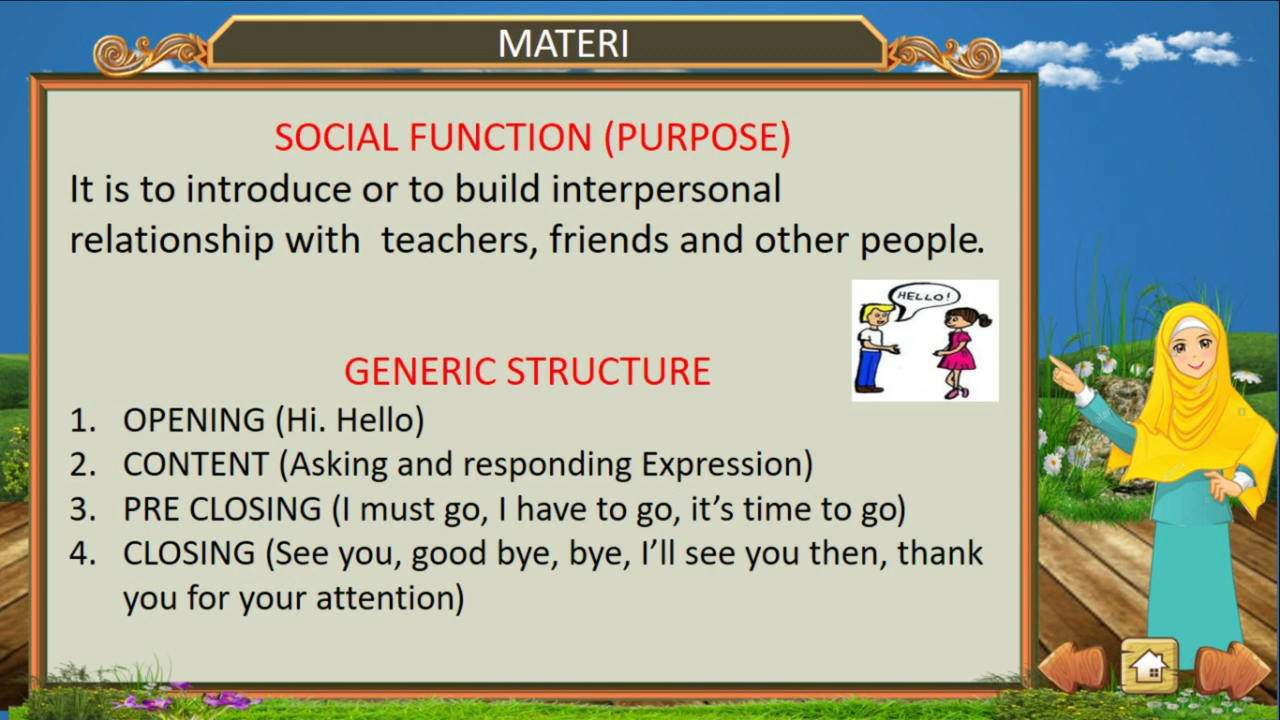 MATERI
SOCIAL FUNCTION (PURPOSE)
It is to introduce or to build interpersonal
relationship with  teachers, friends and other people.
HELLO!
GENERIC STRUCTURE
1. OPENING (Hi. Hello)
2. CONTENT (Asking and responding Expression)
3. PRE CLOSING (I must go, I have to go, it’s time to go)
4. CLOSING (See you, good bye, bye, I’ll see you then, thank
you for your attention)